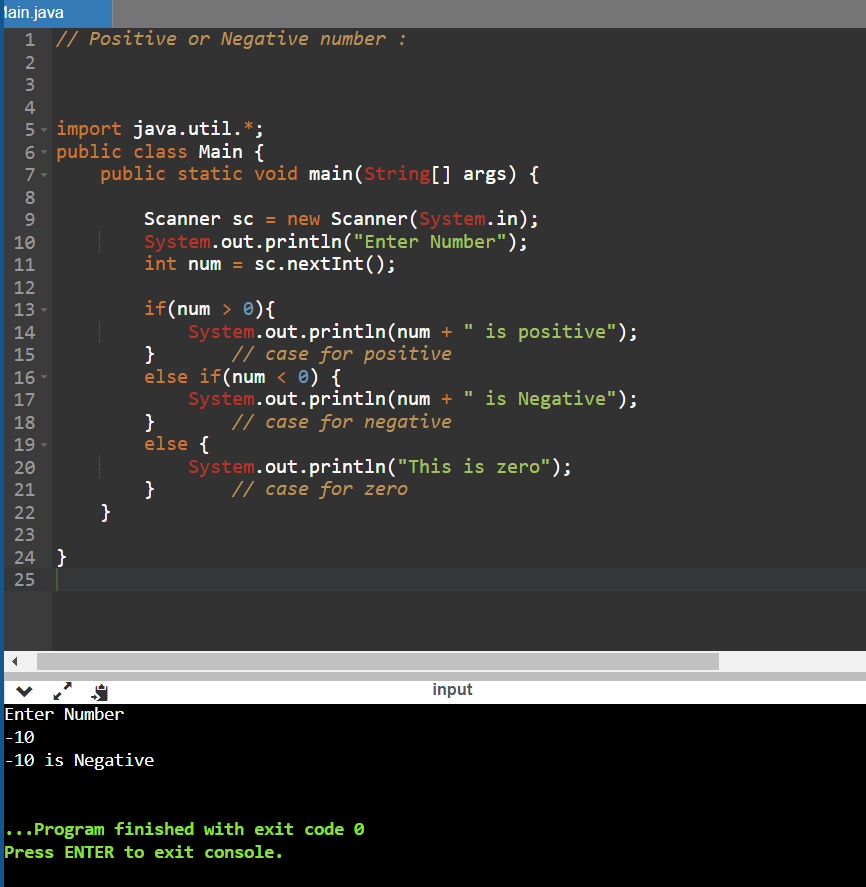 Main.java
1 // Positive or Negative number :
2
3
4
5 import java.util.*;
6 public class Main {
7     public static void main(String[] args) {
8
9         Scanner sc = new Scanner(System.in);
10         System.out.println("Enter Number");
11         int num = sc.nextInt();
12
13         if(num > 0){
14             System.out.println(num + " is positive");
15         }       // case for positive
16         else if(num < 0) {
17             System.out.println(num + " is Negative");
18         }       // case for negative
19         else {
20             System.out.println("This is zero");
21         }       // case for zero
22     }
23
24 }
25
input
Enter Number
-10
-10 is Negative
...Program finished with exit code 0
Press ENTER to exit console.